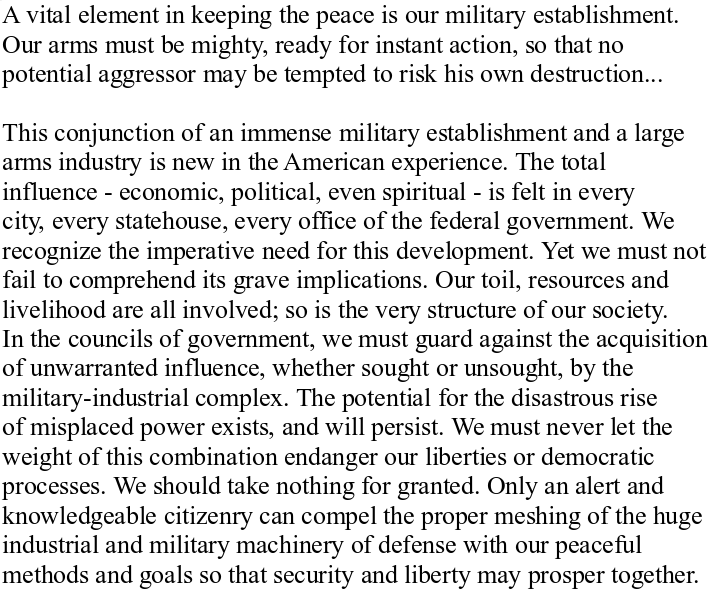 A vital element in keeping the peace is our military establishment.
Our arms must be mighty, ready for instant action, so that no
potential aggressor may be tempted to risk his own destruction...

This conjunction of an immense military establishment and a large
arms industry is new in the American experience. The total
influence - economic, political, even spiritual - is felt in every
city, every statehouse, every office of the federal government. We
recognize the imperative need for this development. Yet we must not
fail to comprehend its grave implications. Our toil, resources and
livelihood are all involved; so is the very structure of our society.
In the councils of government, we must guard against the acquisition
of unwarranted influence, whether sought or unsought, by the
military-industrial complex. The potential for the disastrous rise
of misplaced power exists, and will persist. We must never let the
weight of this combination endanger our liberties or democratic
processes. We should take nothing for granted. Only an alert and
knowledgeable citizenry can compel the proper meshing of the huge
industrial and military machinery of defense with our peaceful
methods and goals so that security and liberty may prosper together.